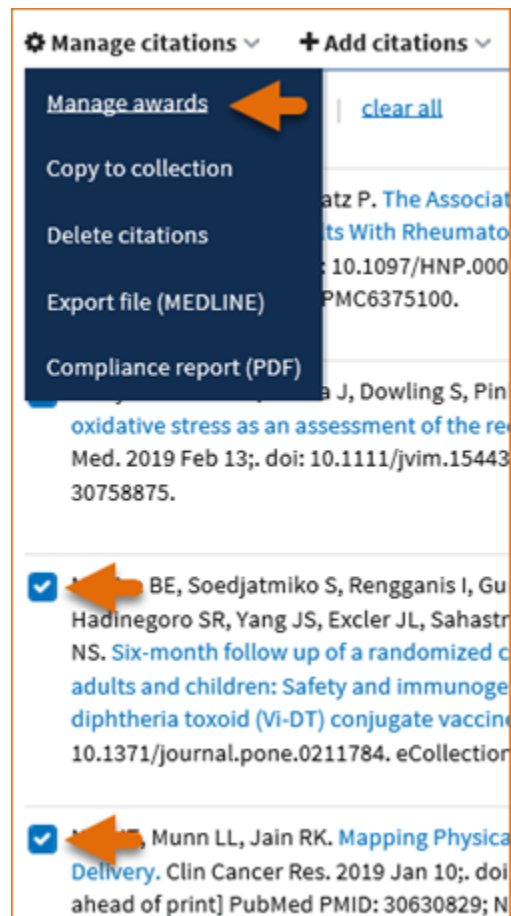 Manage citations
Add citations
Manage awards
clear all
Copy to collection
atz P. The Associat
Delete citations
lts With Rheumato
: 10.1097/HNP.000
Export file (MEDLINE)
PMC6375100.
Compliance report (PDF)
a J, Dowling S, Pin
oxidative stress as an assessment of the re
Med. 2019 Feb 13;. doi: 10.1111/jvim.15443
30758875.
BE, Soedjatmiko S, Rengganis I, Gu
Hadinegoro SR, Yang JS, Excler JL, Sahastr
NS. Six-month follow up of a randomized c
adults and children: Safety and immunoge
diphtheria toxoid (Vi-DT) conjugate vaccine
10.1371/journal.pone.0211784. eCollection
, Munn LL, Jain RK. Mapping Physica
Delivery. Clin Cancer Res. 2019 Jan 10;. doi
ahead of print] PubMed PMID: 30630829; N